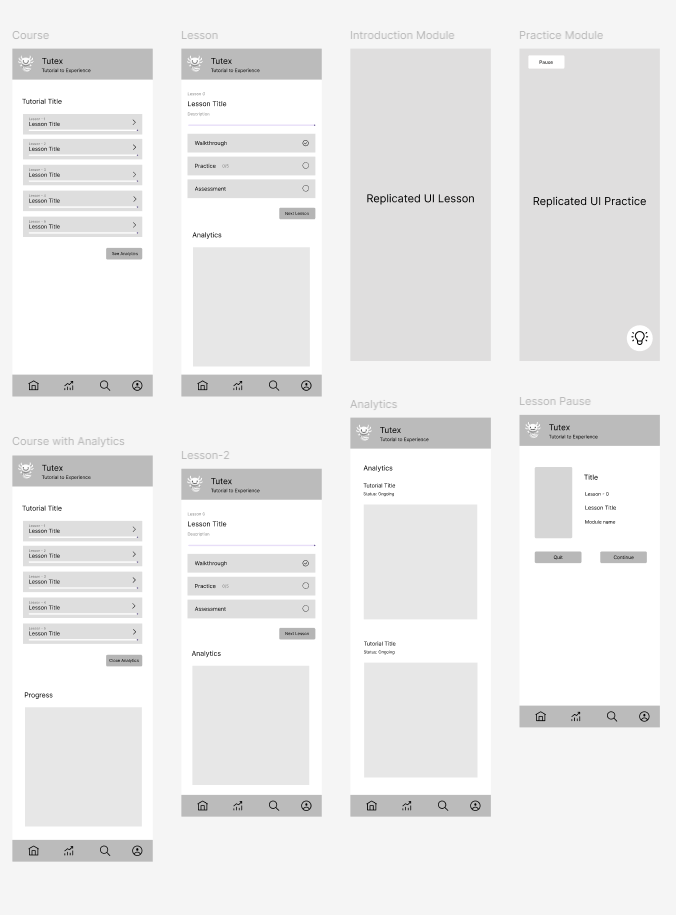 Course
Tutex
Tutorial to Experience
Tutorial Title
Lesson - 1
Lesson Title
Lesson - 2
Lesson Title
Lesson - 3
Lesson Title
Lesson - 4
Lesson Title
Lesson - 5
Lesson Title
See Analytics
Lesson
Tutex
Tutorial to Experience
Lesson 0
Lesson Title
Description
Walkthrough
Practice 0/5
Assessment
Next Lesson
Analytics
Introduction Module
Replicated UI Lesson
Practice Module
Pause
Replicated UI Practice
Course with Analytics
Tutex
Tutorial to Experience
Tutorial Title
Lesson - 1
Lesson Title
Lesson - 2
Lesson Title
Lesson - 3
Lesson Title
Lesson - 4
Lesson Title
Lesson - 5
Lesson Title
Close Analytics
Progress
Lesson-2
Tutex
Tutorial to Experience
Lesson 0
Lesson Title
Description
Walkthrough
Practice 0/5
Assessment
Next Lesson
Analytics
Analytics
Tutex
Tutorial to Experience
Analytics
Tutorial Title
Status: Ongoing
Tutorial Title
Status: Ongoing
Lesson Pause
Tutex
Tutorial to Experience
Title
Lesson - 0
Lesson Title
Module name
Quit
Continue